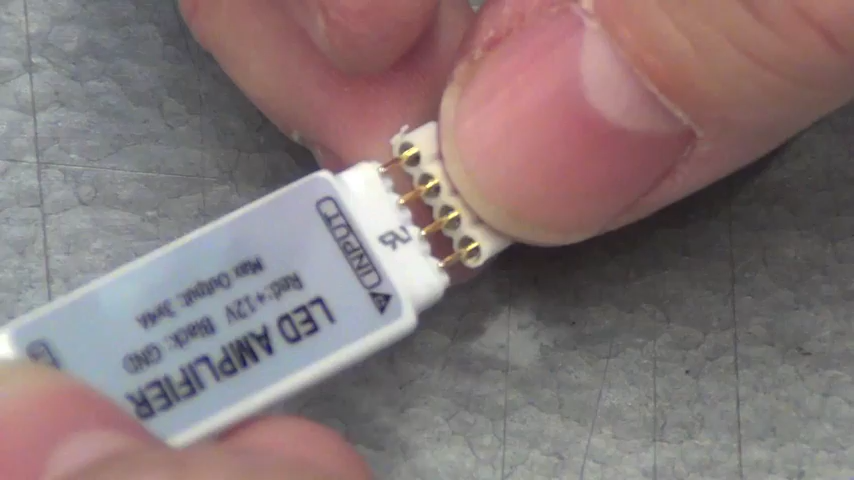 INPUT
LED AMPLIFIER
Red:+12V Black: GND
Max Output: 3x4A